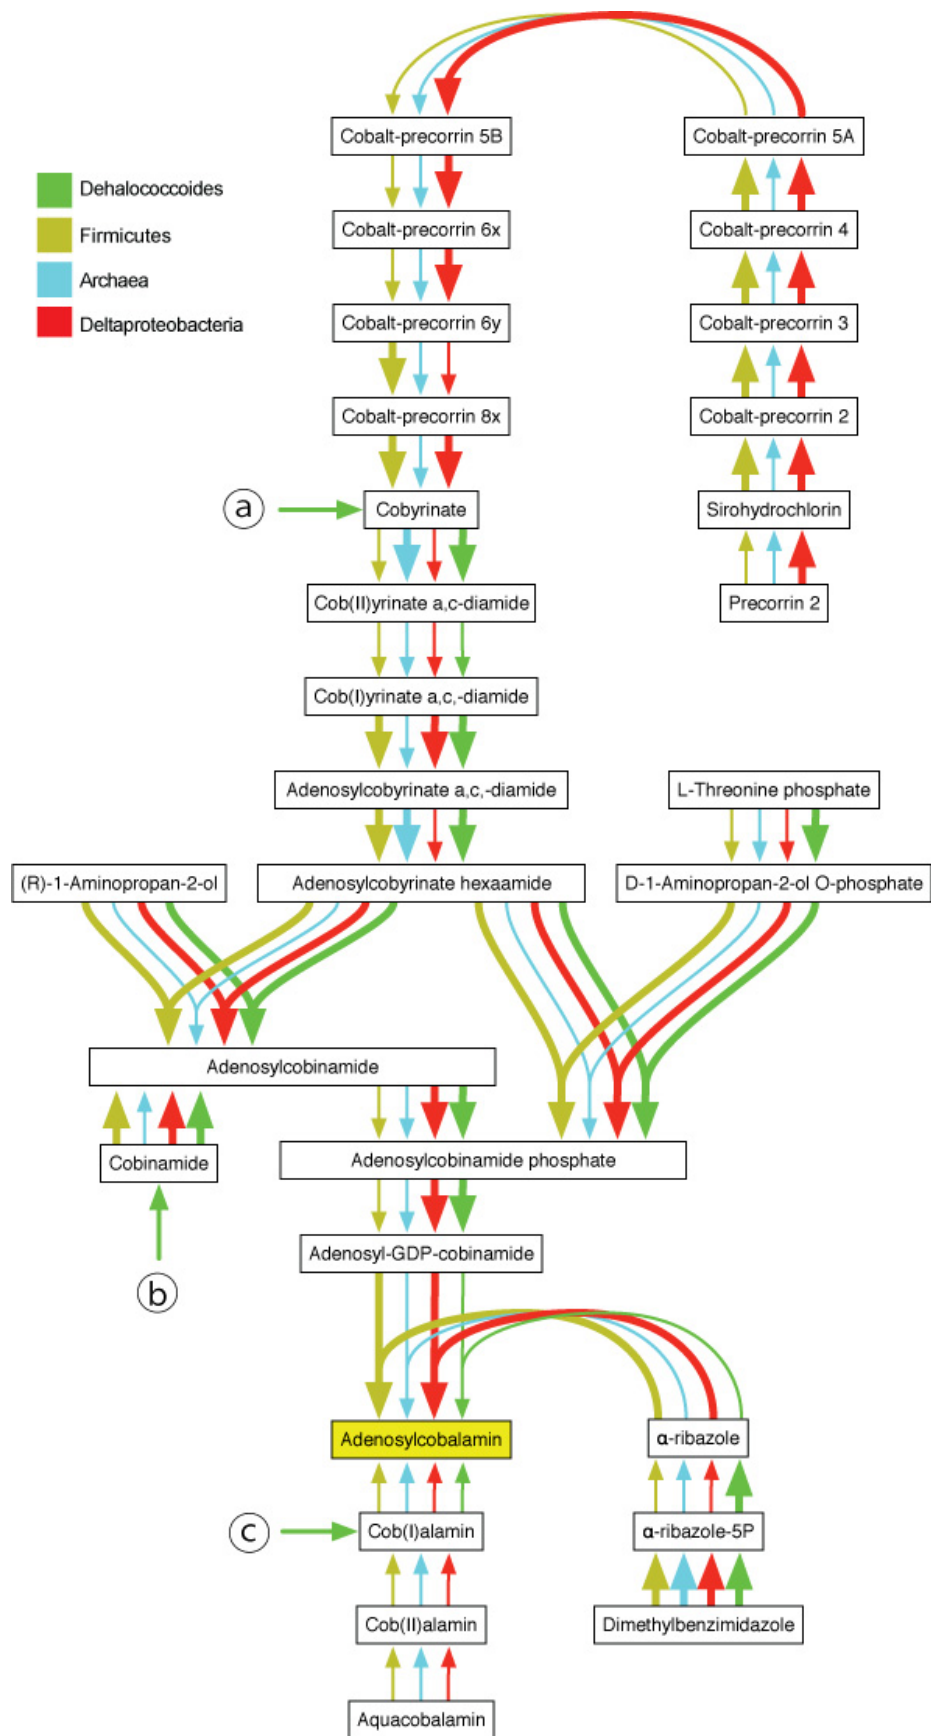 Cobalt-precorrin 5B
Cobalt-precorrin 5A
Dehalococcoides
Firmicutes
Archaea
Deltaproteobacteria
Cobalt-precorrin 6x
Cobalt-precorrin 4
Cobalt-precorrin 6y
Cobalt-precorrin 3
Cobalt-precorrin 8x
Cobalt-precorrin 2
a
Cobyrinate
Sirohydrochlorin
Cob(II)yrinate a,c-diamide
Precorrin 2
Cob(I)yrinate a,c,-diamide
Adenosylcobyrinate a,c,-diamide
L-Threonine phosphate
(R)-1-Aminopropan-2-ol
Adenosylcobyrinate hexaamide
D-1-Aminopropan-2-ol O-phosphate
Adenosylcobinamide
Cobinamide
Adenosylcobinamide phosphate
Adenosyl-GDP-cobinamide
b
Adenosylcobalamin
α-ribazole
c
Cob(I)alamin
α-ribazole-5P
Cob(II)alamin
Dimethylbenzimidazole
Aquacobalamin